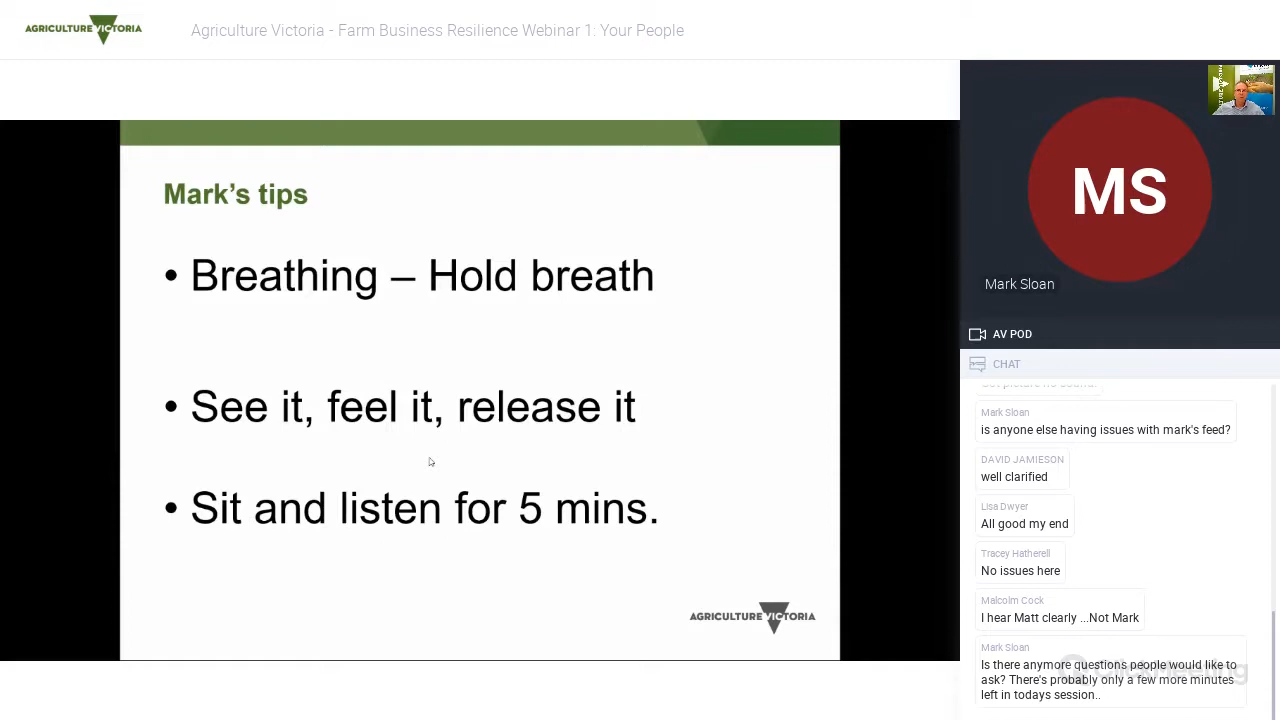 AGRICULTURE VICTORIA
Agriculture Victoria - Farm Business Resilience Webinar 1: Your People
Mark's tips
• Breathing – Hold breath
• See it, feel it, release it
• Sit and listen for 5 mins.
AGRICULTURE VICTORIA
MS
Mark Sloan
AV POD
CHAT
Mark Sloan
is anyone else having issues with mark's feed?
DAVID JAMIESON
well clarified
Lisa Dwyer
All good my end
Tracey Hatherell
No issues here
Malcolm Cock
I hear Matt clearly ...Not Mark
Mark Sloan
Is there anymore questions people would like to
ask? There's probably only a few more minutes
left in todays session..